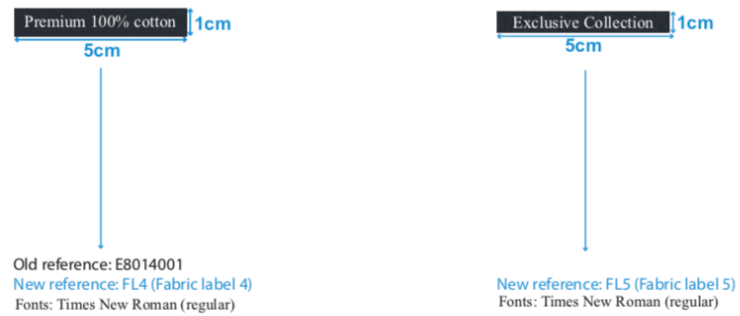 Premium 100% cotton
1cm
5cm
Old reference: E8014001
New reference: FL4 (Fabric label 4)
Fonts: Times New Roman (regular)
Exclusive Collection
1cm
5cm
New reference: FL5 (Fabric label 5)
Fonts: Times New Roman (regular)